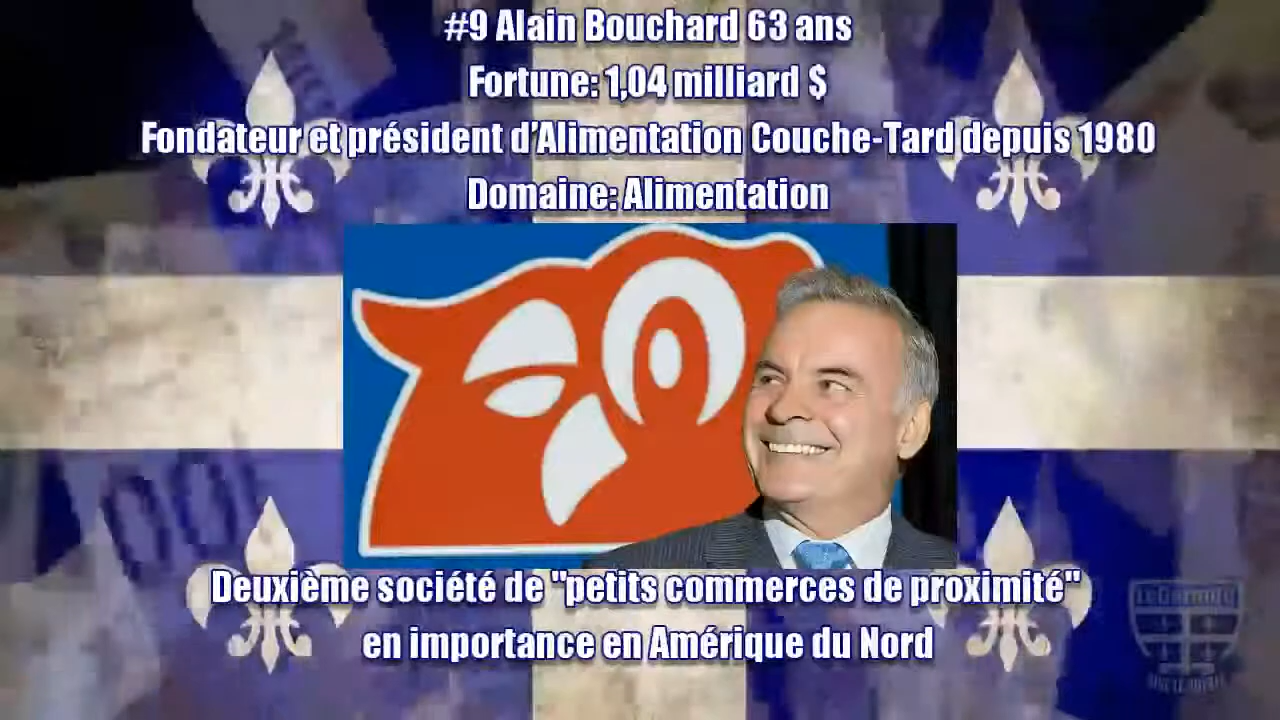 #9 Alain Bouchard 63 ans
Fortune: 1,04 milliard $
Fondateur et président d'Alimentation Couche-Tard depuis 1980
Domaine: Alimentation
Deuxième société de "petits commerces de proximité"
en importance en Amérique du Nord